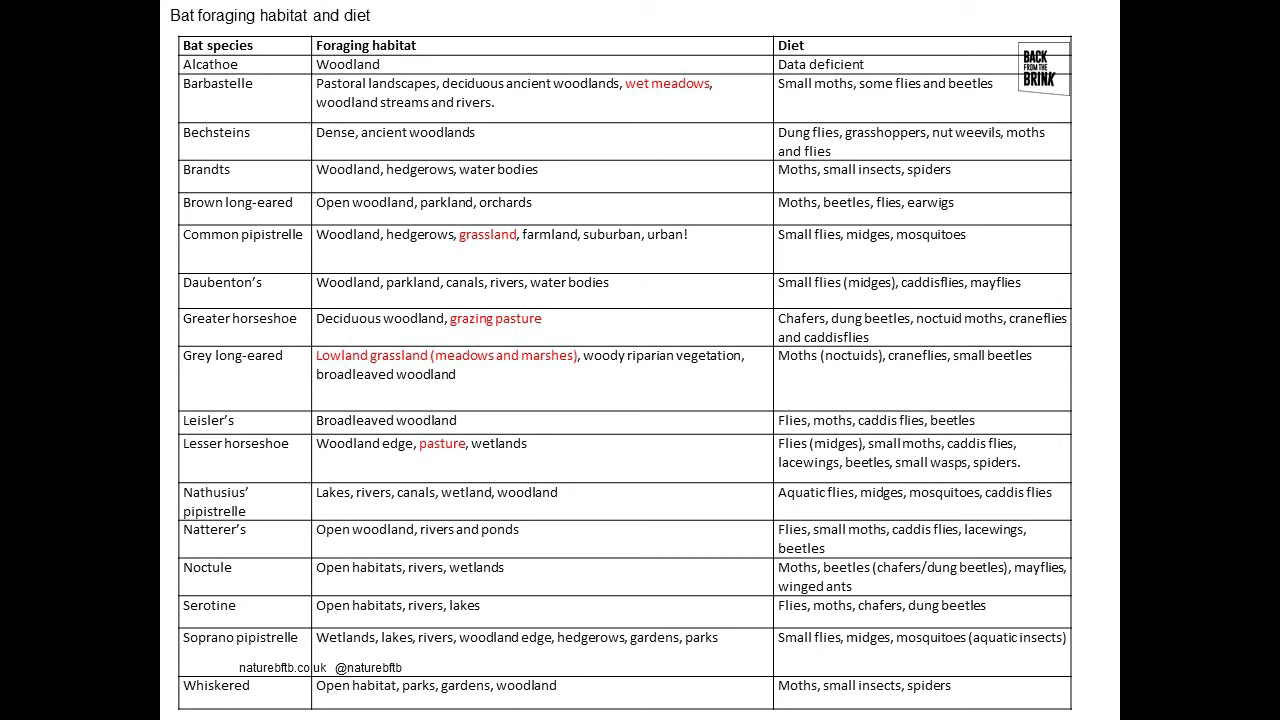 Bat foraging habitat and diet
Bat species Foraging habitat Diet
BACK
FROM THE
BRINK
Alcathoe Woodland Data deficient
Barbastelle Pastoral landscapes, deciduous ancient woodlands, wet meadows, Small moths, some flies and beetles
woodland streams and rivers.
Bechsteins Dense, ancient woodlands Dung flies, grasshoppers, nut weevils, moths
and flies
Brandts Woodland, hedgerows, water bodies Moths, small insects, spiders
Brown long-eared Open woodland, parkland, orchards Moths, beetles, flies, earwigs
Common pipistrelle Woodland, hedgerows, grassland, farmland, suburban, urban! Small flies, midges, mosquitoes
Daubenton's Woodland, parkland, canals, rivers, water bodies Small flies (midges), caddisflies, mayflies
Greater horseshoe Deciduous woodland, grazing pasture Chafers, dung beetles, noctuid moths, craneflies
and caddisflies
Grey long-eared Lowland grassland (meadows and marshes), woody riparian vegetation, Moths (noctuids), craneflies, small beetles
broadleaved woodland
Leisler's Broadleaved woodland Flies, moths, caddis flies, beetles
Lesser horseshoe Woodland edge, pasture, wetlands Flies (midges), small moths, caddis flies,
lacewings, beetles, small wasps, spiders.
Nathusius' Lakes, rivers, canals, wetland, woodland Aquatic flies, midges, mosquitoes, caddis flies
pipistrelle
Natterer's Open woodland, rivers and ponds Flies, small moths, caddis flies, lacewings,
beetles
Noctule Open habitats, rivers, wetlands Moths, beetles (chafers/dung beetles), mayflies,
winged ants
Serotine Open habitats, rivers, lakes Flies, moths, chafers, dung beetles
Soprano pipistrelle Wetlands, lakes, rivers, woodland edge, hedgerows, gardens, parks Small flies, midges, mosquitoes (aquatic insects)
naturebftb.co.uk @naturebftb
Whiskered Open habitat, parks, gardens, woodland Moths, small insects, spiders